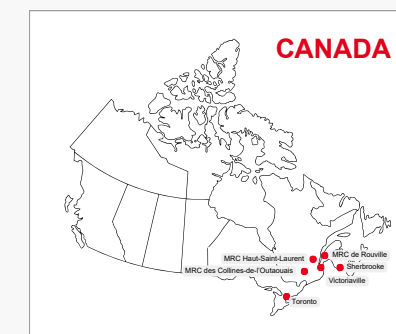 CANADA
MRC Haut-Saint-Laurent
MRC de Rouville
MRC des Collines-de-l'Outaouais
Sherbrooke
Victoriaville
Toronto